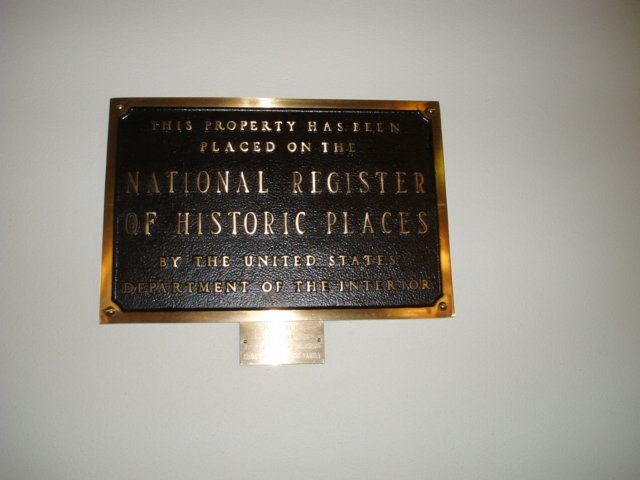 THIS PROPERTY HAS BEEN
PLACED ON THE
NATIONAL REGISTER
OF HISTORIC PLACES
BY THE UNITED STATES
DEPARTMENT OF THE INTERIOR
FAMILY